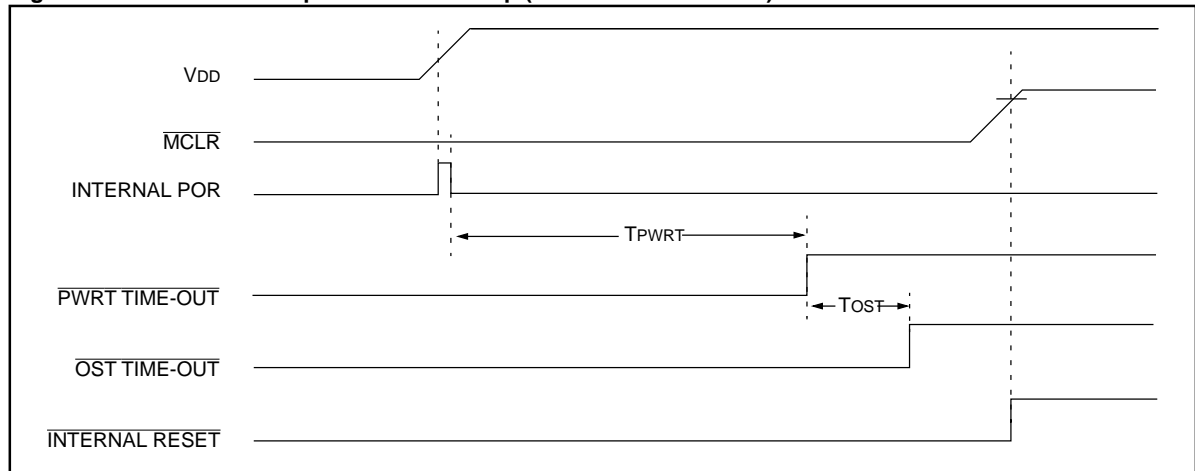 VDD
MCLR
INTERNAL POR
TPWRT
PWRT TIME-OUT
TOST
OST TIME-OUT
INTERNAL RESET